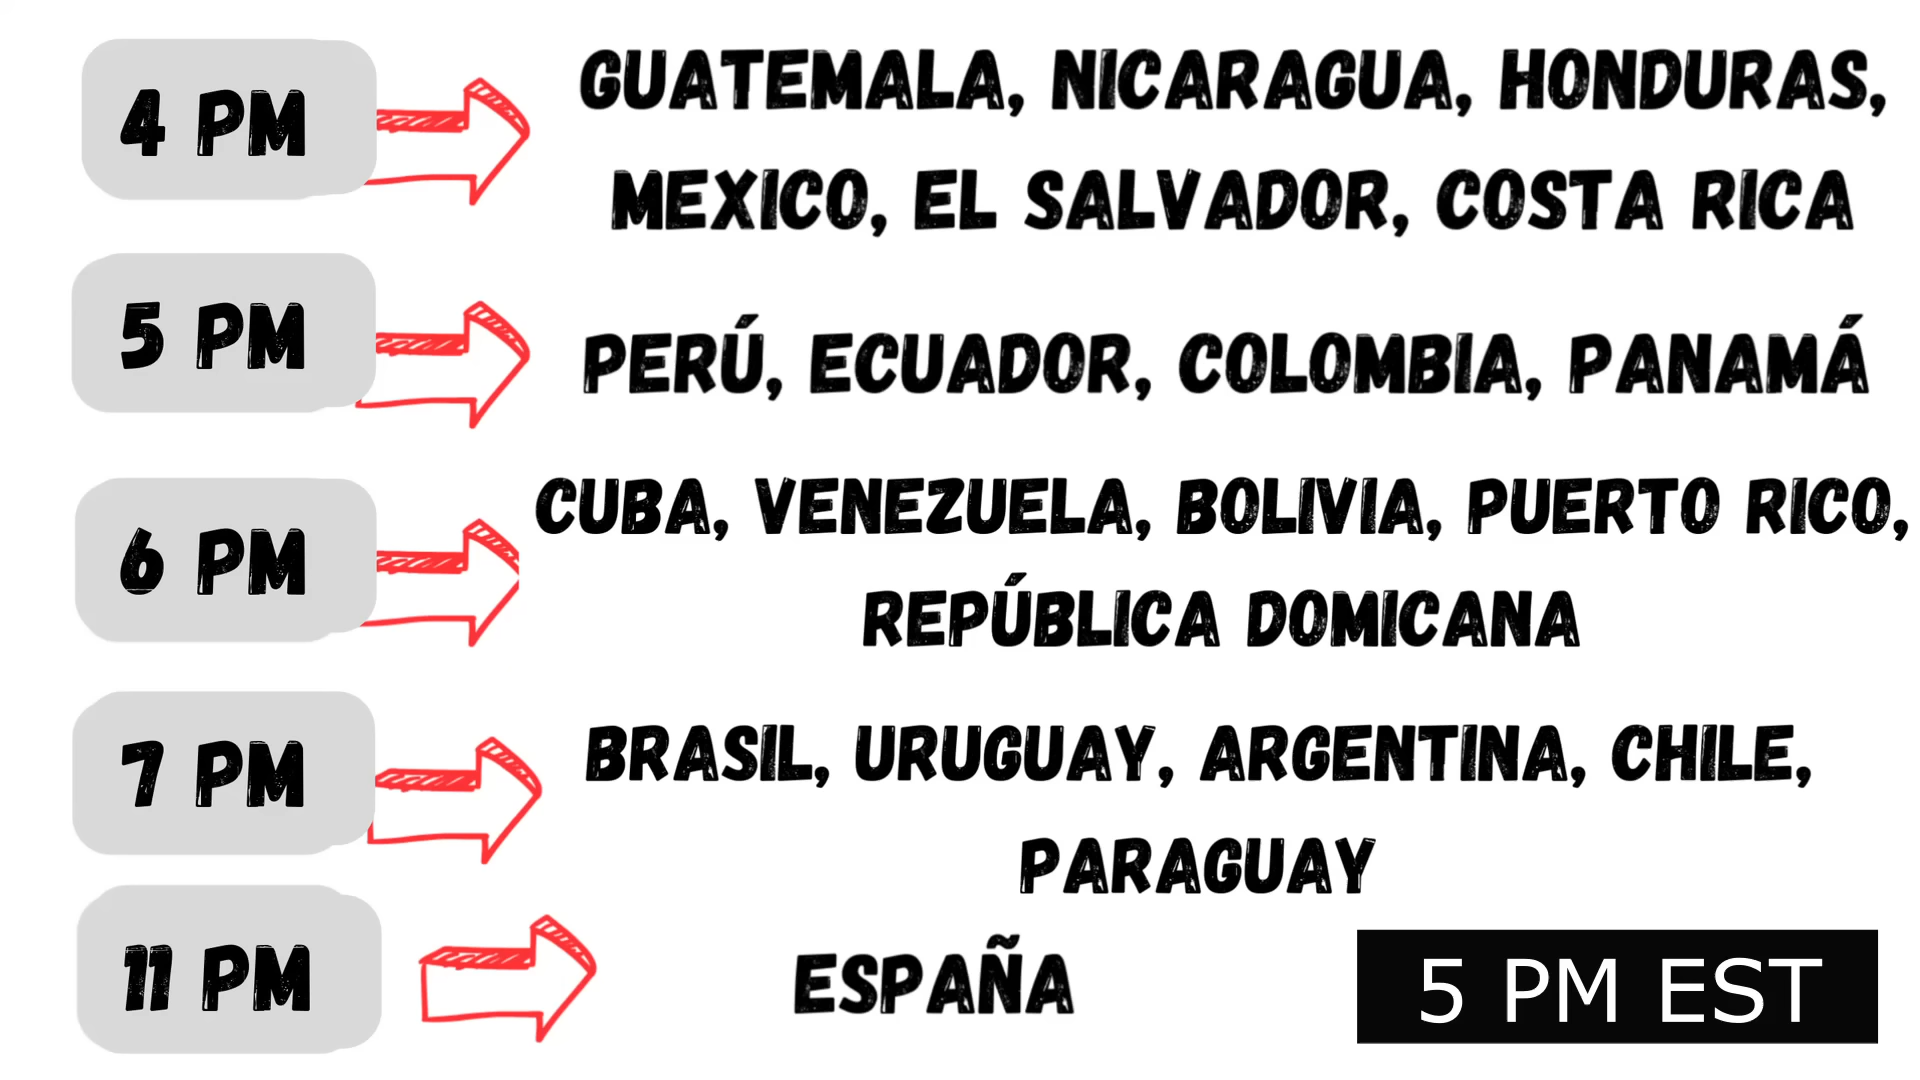 4 PM
GUATEMALA, NICARAGUA, HONDURAS,
MEXICO, EL SALVADOR, COSTA RICA
5 PM
PERÚ, ECUADOR, COLOMBIA, PANAMÁ
6 PM
CUBA, VENEZUELA, BOLIVIA, PUERTO RICO,
REPÚBLICA DOMICANA
7 PM
BRASIL, URUGUAY, ARGENTINA, CHILE,
PARAGUAY
11 PM
ESPAÑA
5 PM EST